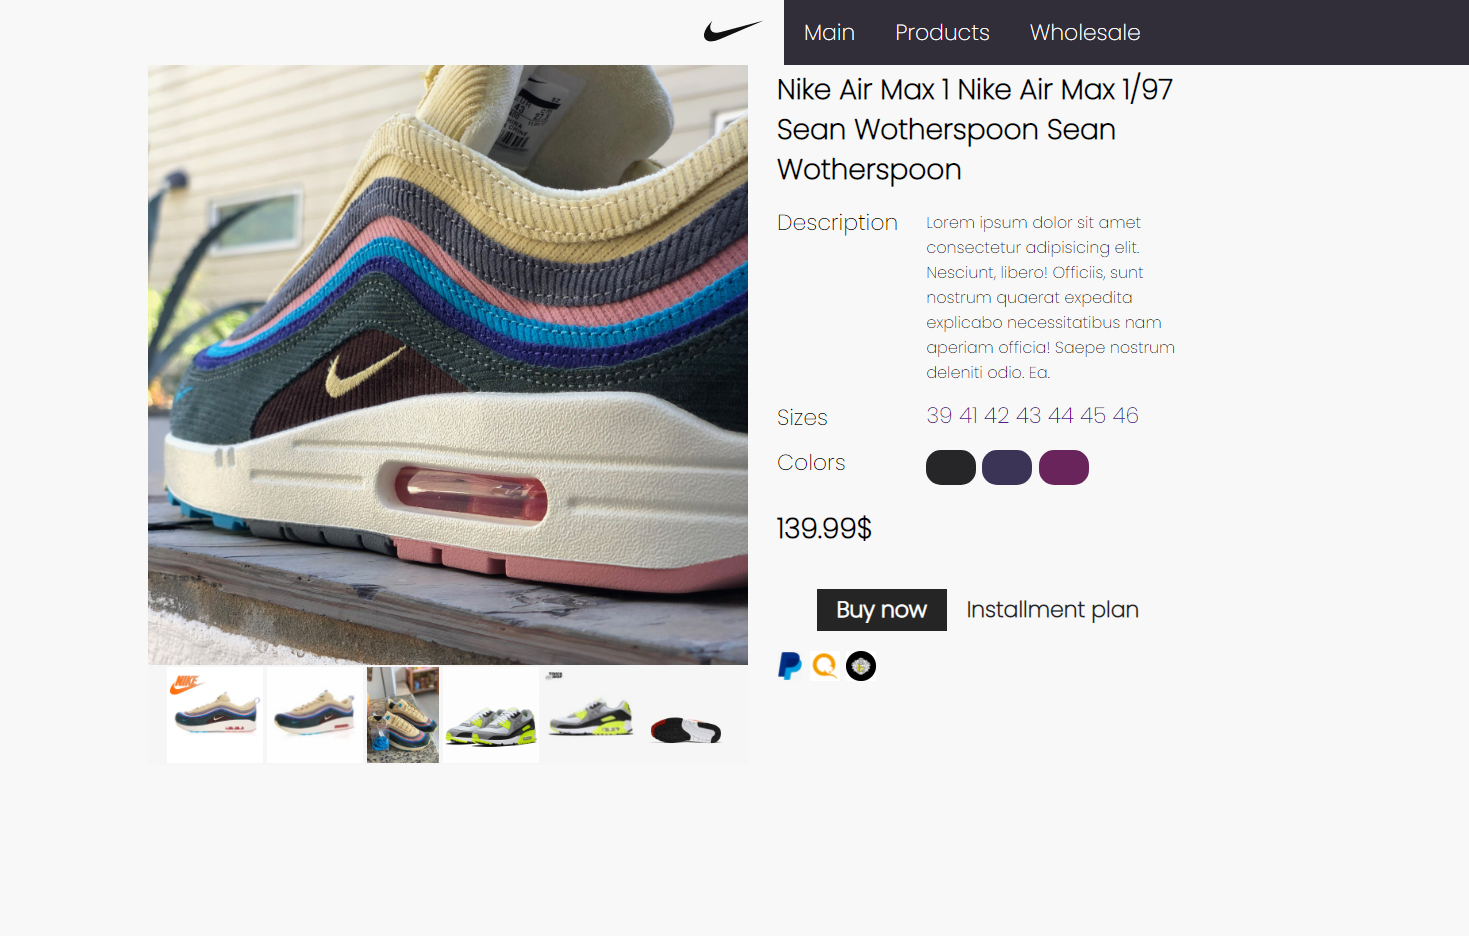 Main Products Wholesale
Nike Air Max 1 Nike Air Max 1/97
Sean Wotherspoon Sean
Wotherspoon
Description
Lorem ipsum dolor sit amet
consectetur adipisicing elit.
Nesciunt, libero! Officiis, sunt
nostrum quaerat expedita
explicabo necessitatibus nam
aperiam officia! Saepe nostrum
deleniti odio. Ea.
Sizes
39 41 42 43 44 45 46
Colors
139.99$
Buy now
Installment plan
NIKE